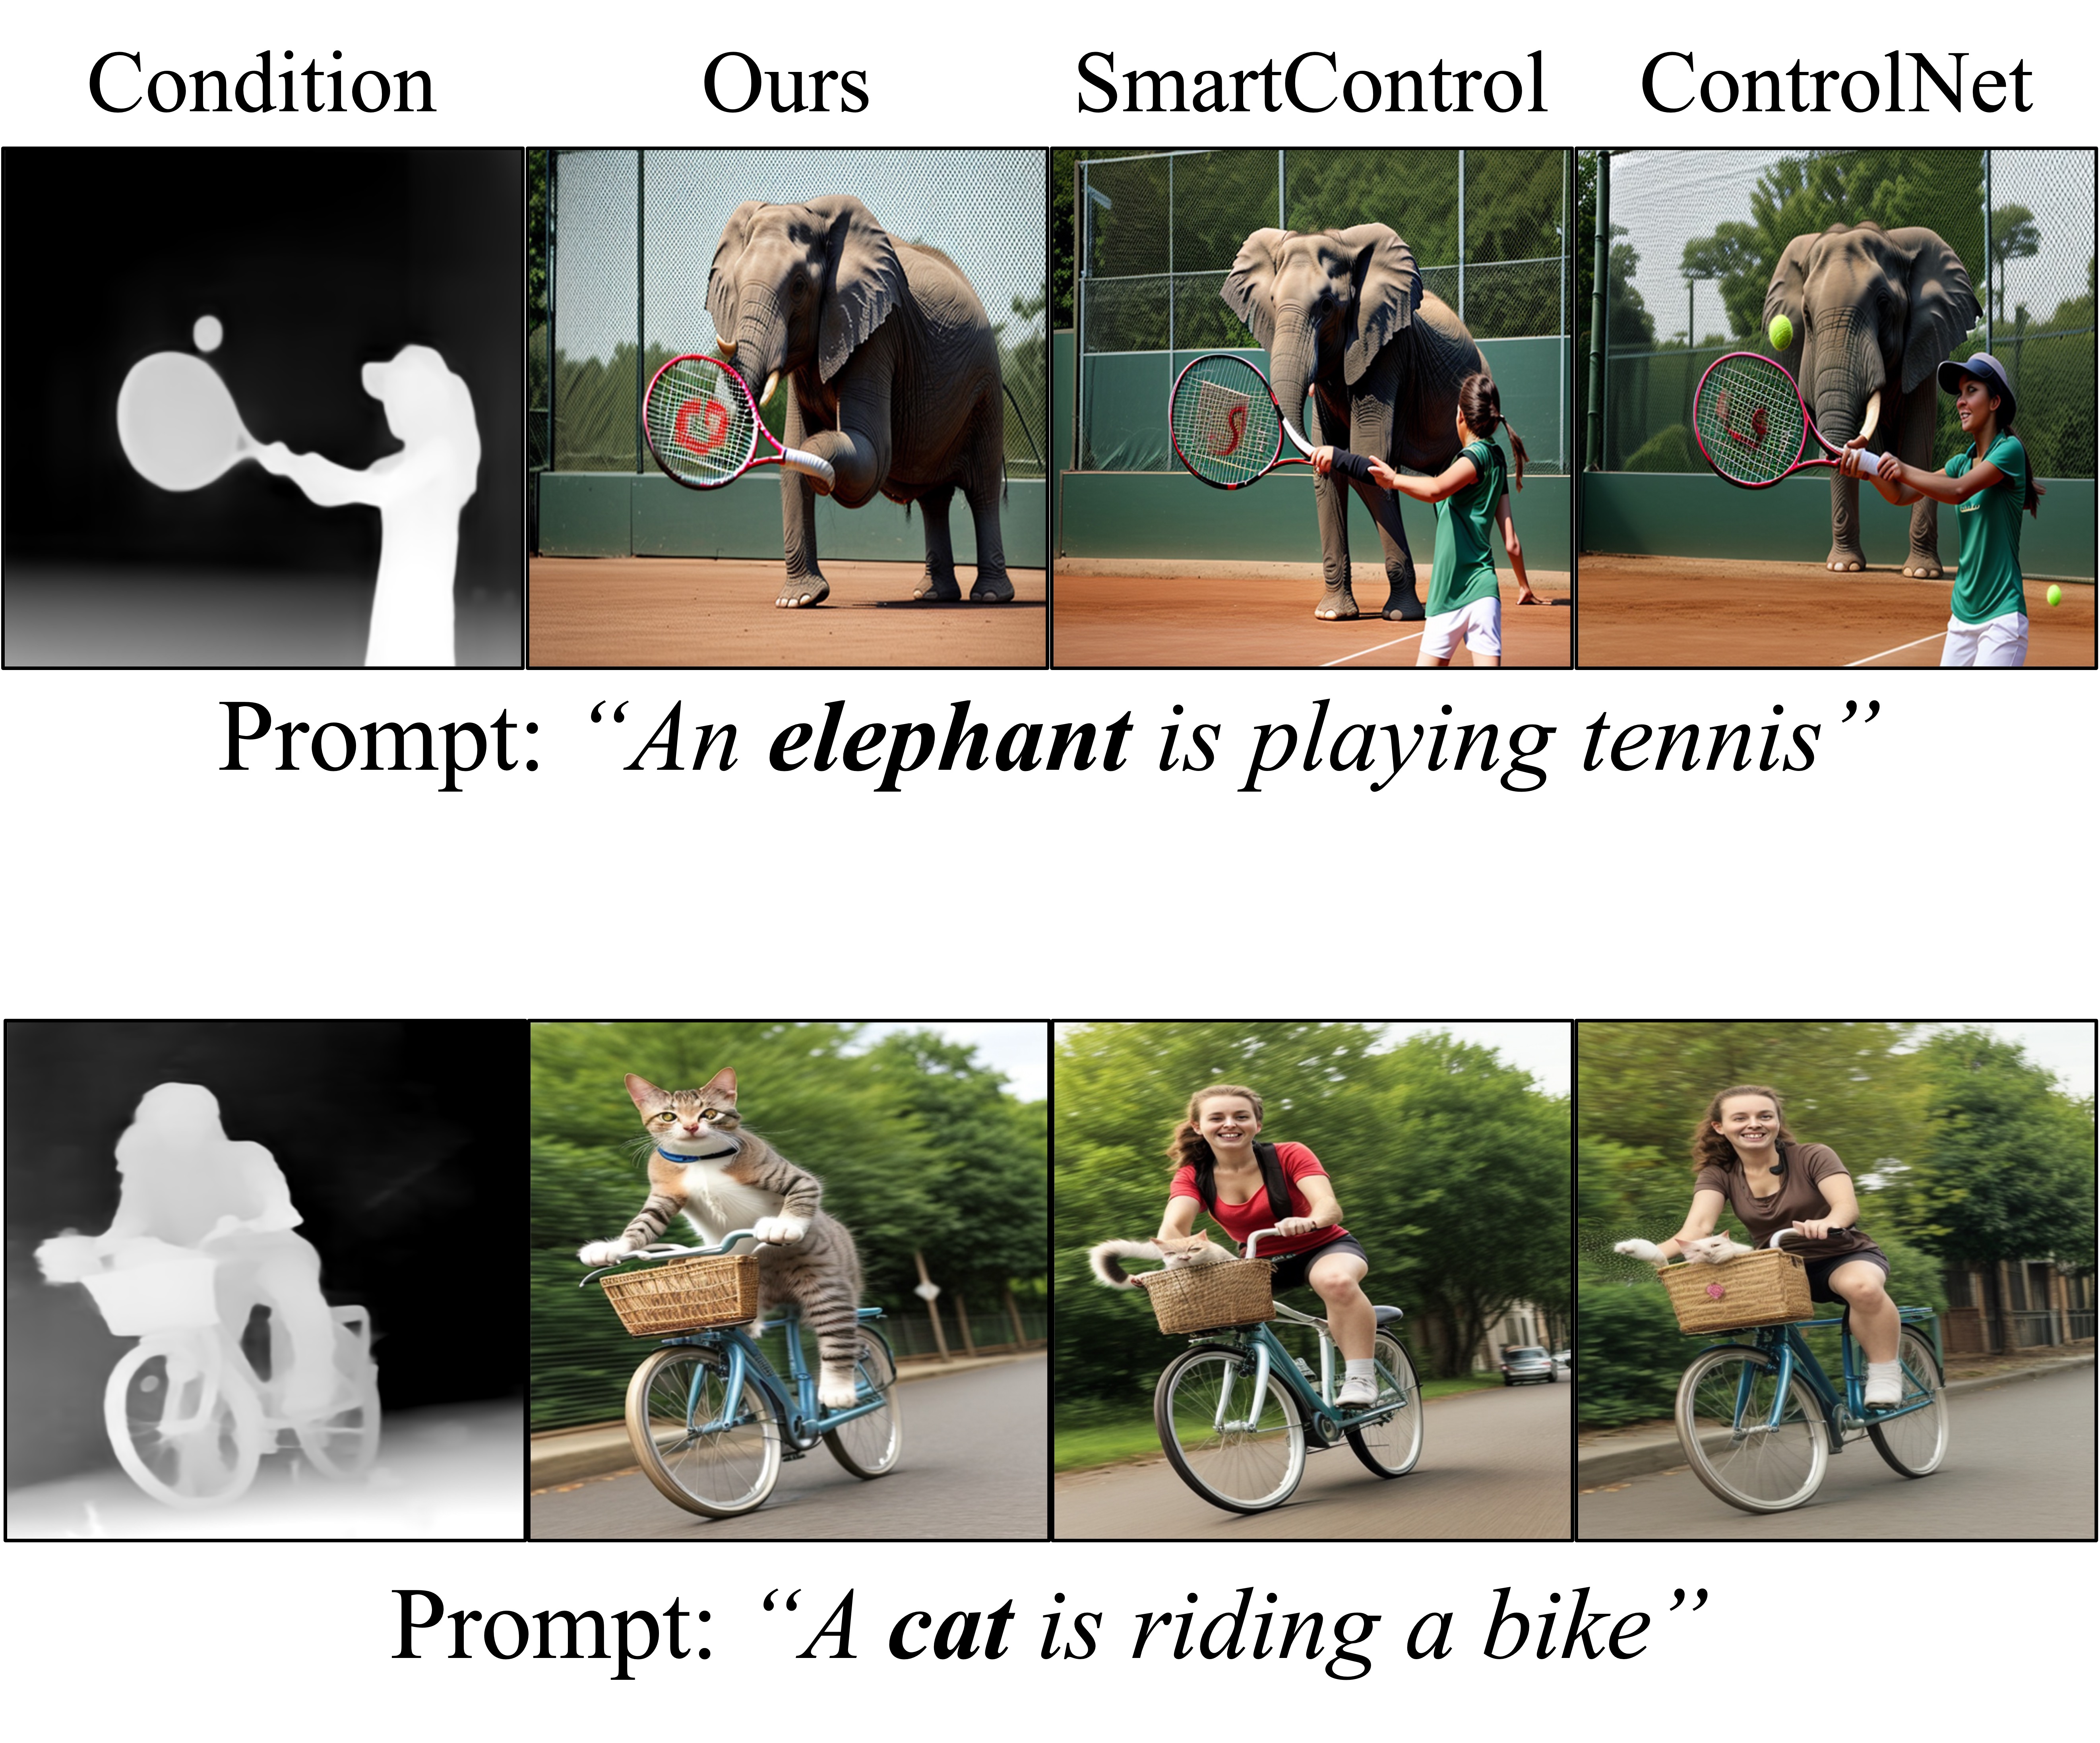 Condition Ours SmartControl ControlNet
Prompt: “An elephant is playing tennis”
Prompt: “A cat is riding a bike”